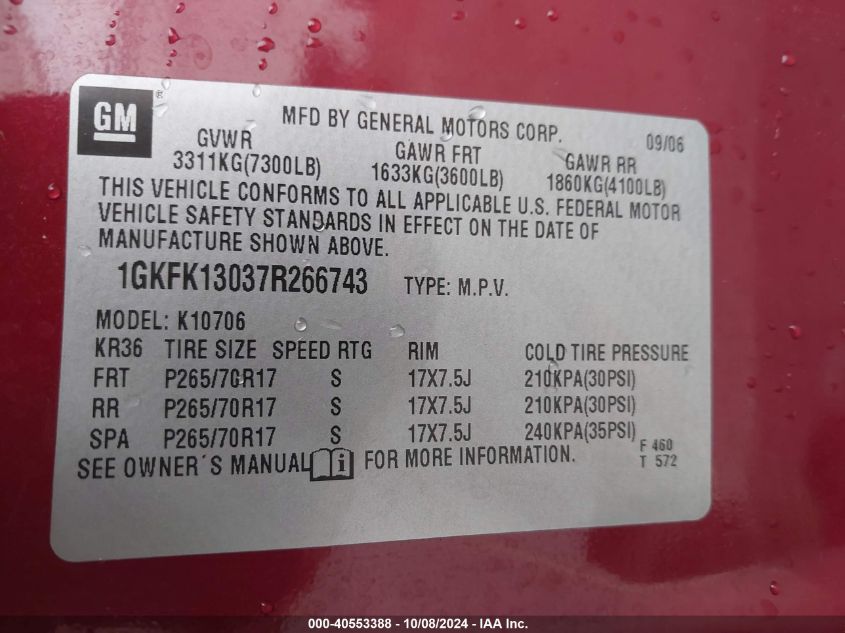 GM ®
MFD BY GENERAL MOTORS CORP.
09/06
GVWR GAWR FRT GAWR RR
3311KG(7300LB) 1633KG(3600LB) 1860KG(4100LB)
THIS VEHICLE CONFORMS TO ALL APPLICABLE U.S. FEDERAL MOTOR
VEHICLE SAFETY STANDARDS IN EFFECT ON THE DATE OF
MANUFACTURE SHOWN ABOVE.
1GKFK13037R266743 TYPE: M.P.V.
MODEL: K10706
KR36 TIRE SIZE SPEED RTG RIM COLD TIRE PRESSURE
FRT P265/70R17 S 17X7.5J 210KPA(30PSI)
RR P265/70R17 S 17X7.5J 210KPA(30PSI)
SPA P265/70R17 S 17X7.5J 240KPA(35PSI)
F 460
SEE OWNER'S MANUAL i FOR MORE INFORMATION. T 572
000-40553388 - 10/08/2024 - IAA Inc.